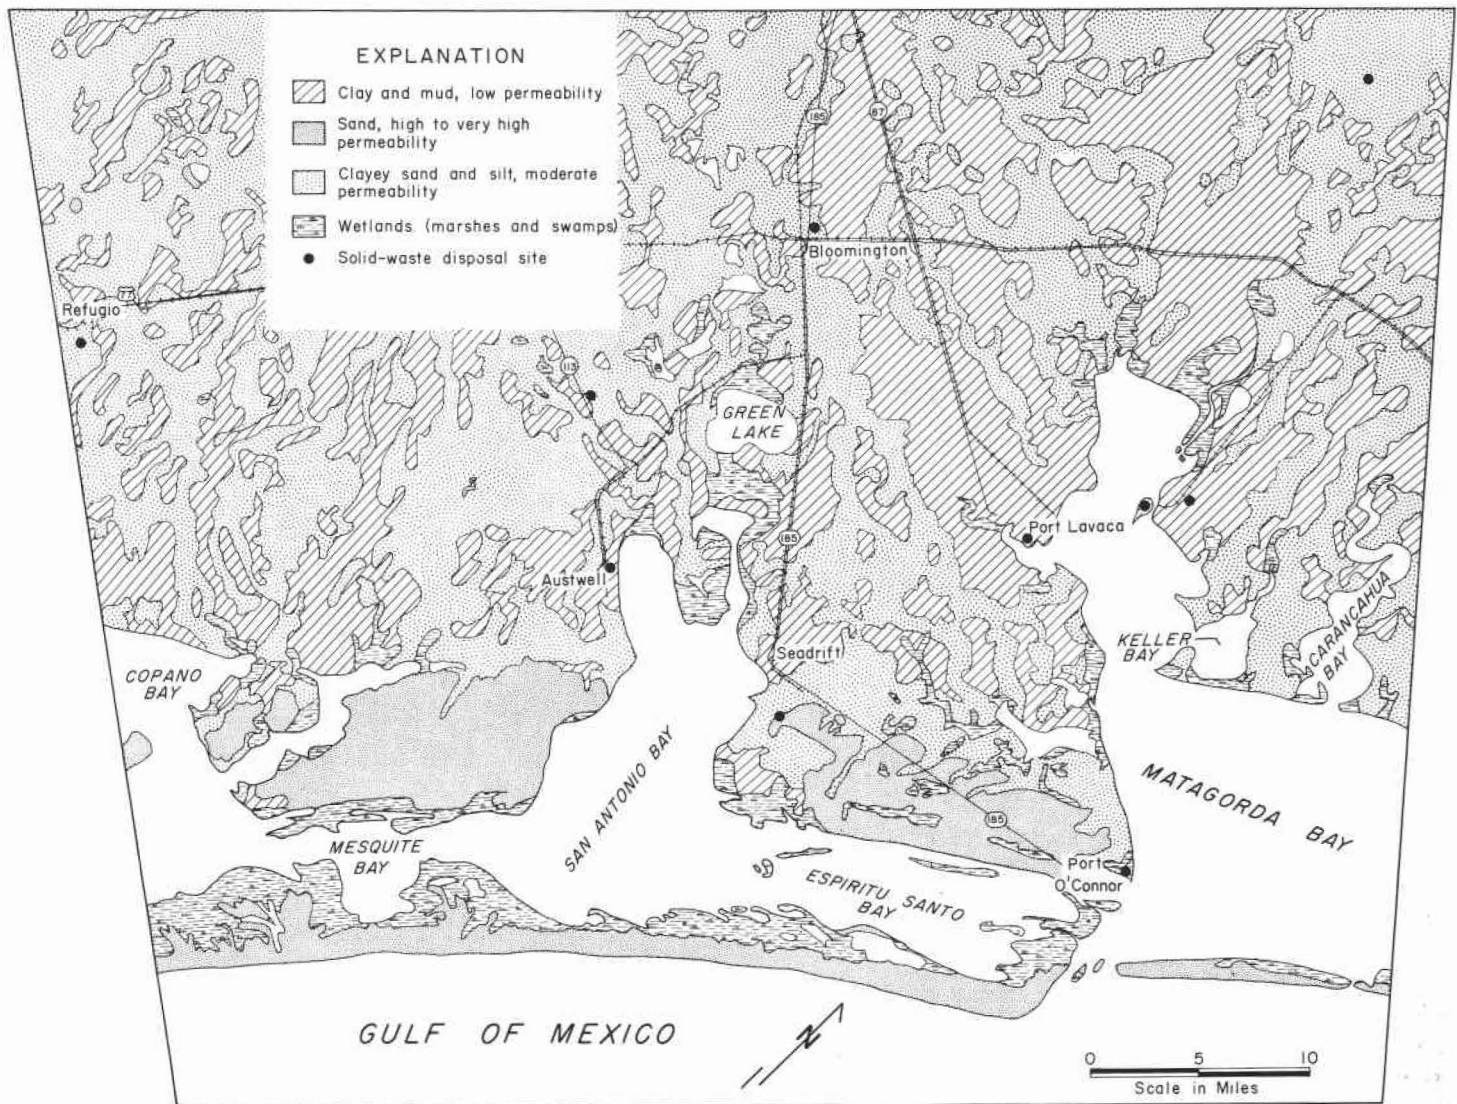 EXPLANATION
Clay and mud, low permeability
Sand, high to very high
permeability
Clayey sand and silt, moderate
permeability
Wetlands (marshes and swamps)
Solid-waste disposal site
185
87
Bloomington
77
Refugio
113
GREEN
LAKE
185
Port Lavaca
Austwell
Seadrift
KELLER
BAY
CARANCAHUA
BAY
COPANO
BAY
SAN ANTONIO BAY
MATAGORDA BAY
185
MESQUITE
BAY
Port
O'Connor
ESPIRITU SANTO
BAY
GULF OF MEXICO
N
0 5 10
Scale in Miles